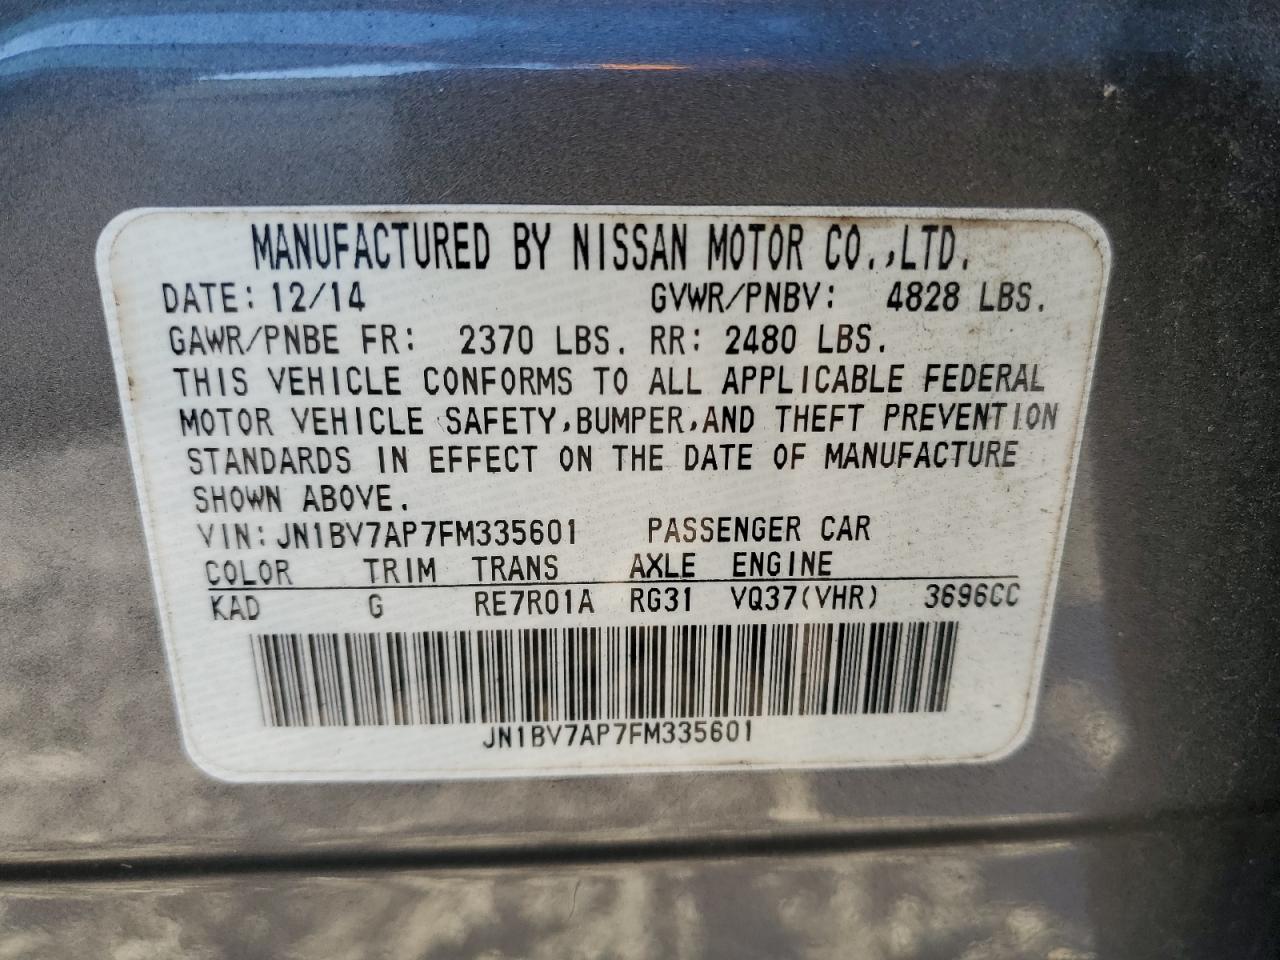 MANUFACTURED BY NISSAN MOTOR CO.,LTD.
DATE: 12/14 GVWR/PNBV: 4828 LBS.
GAWR/PNBE FR: 2370 LBS. RR: 2480 LBS.
THIS VEHICLE CONFORMS TO ALL APPLICABLE FEDERAL
MOTOR VEHICLE SAFETY,BUMPER,AND THEFT PREVENTION
STANDARDS IN EFFECT ON THE DATE OF MANUFACTURE
SHOWN ABOVE.
VIN:JN1BV7AP7FM335601 PASSENGER CAR
COLOR TRIM TRANS AXLE ENGINE
KAD G RE7R01A RG31 VQ37(VHR) 3696CC
JN1BV7AP7FM335601